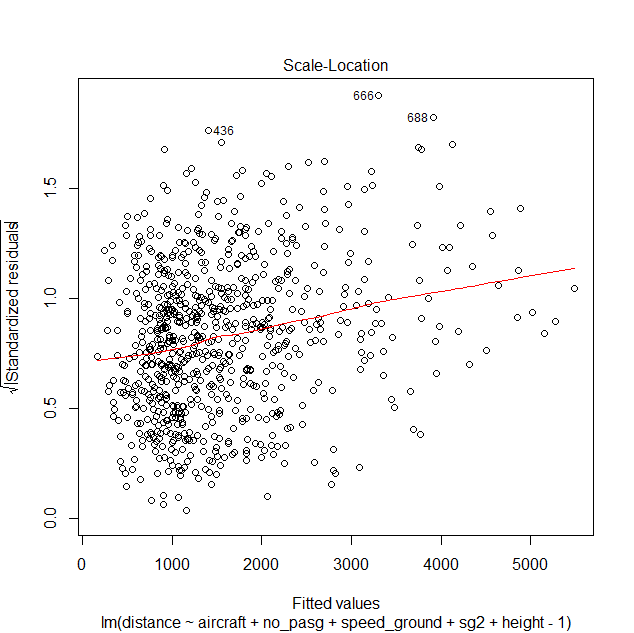 Scale-Location
666
688
436
√|Standardized residuals|
1.5
1.0
0.5
0.0
0 1000 2000 3000 4000 5000
Fitted values
lm(distance ~ aircraft + no_pasg + speed_ground + sg2 + height - 1)